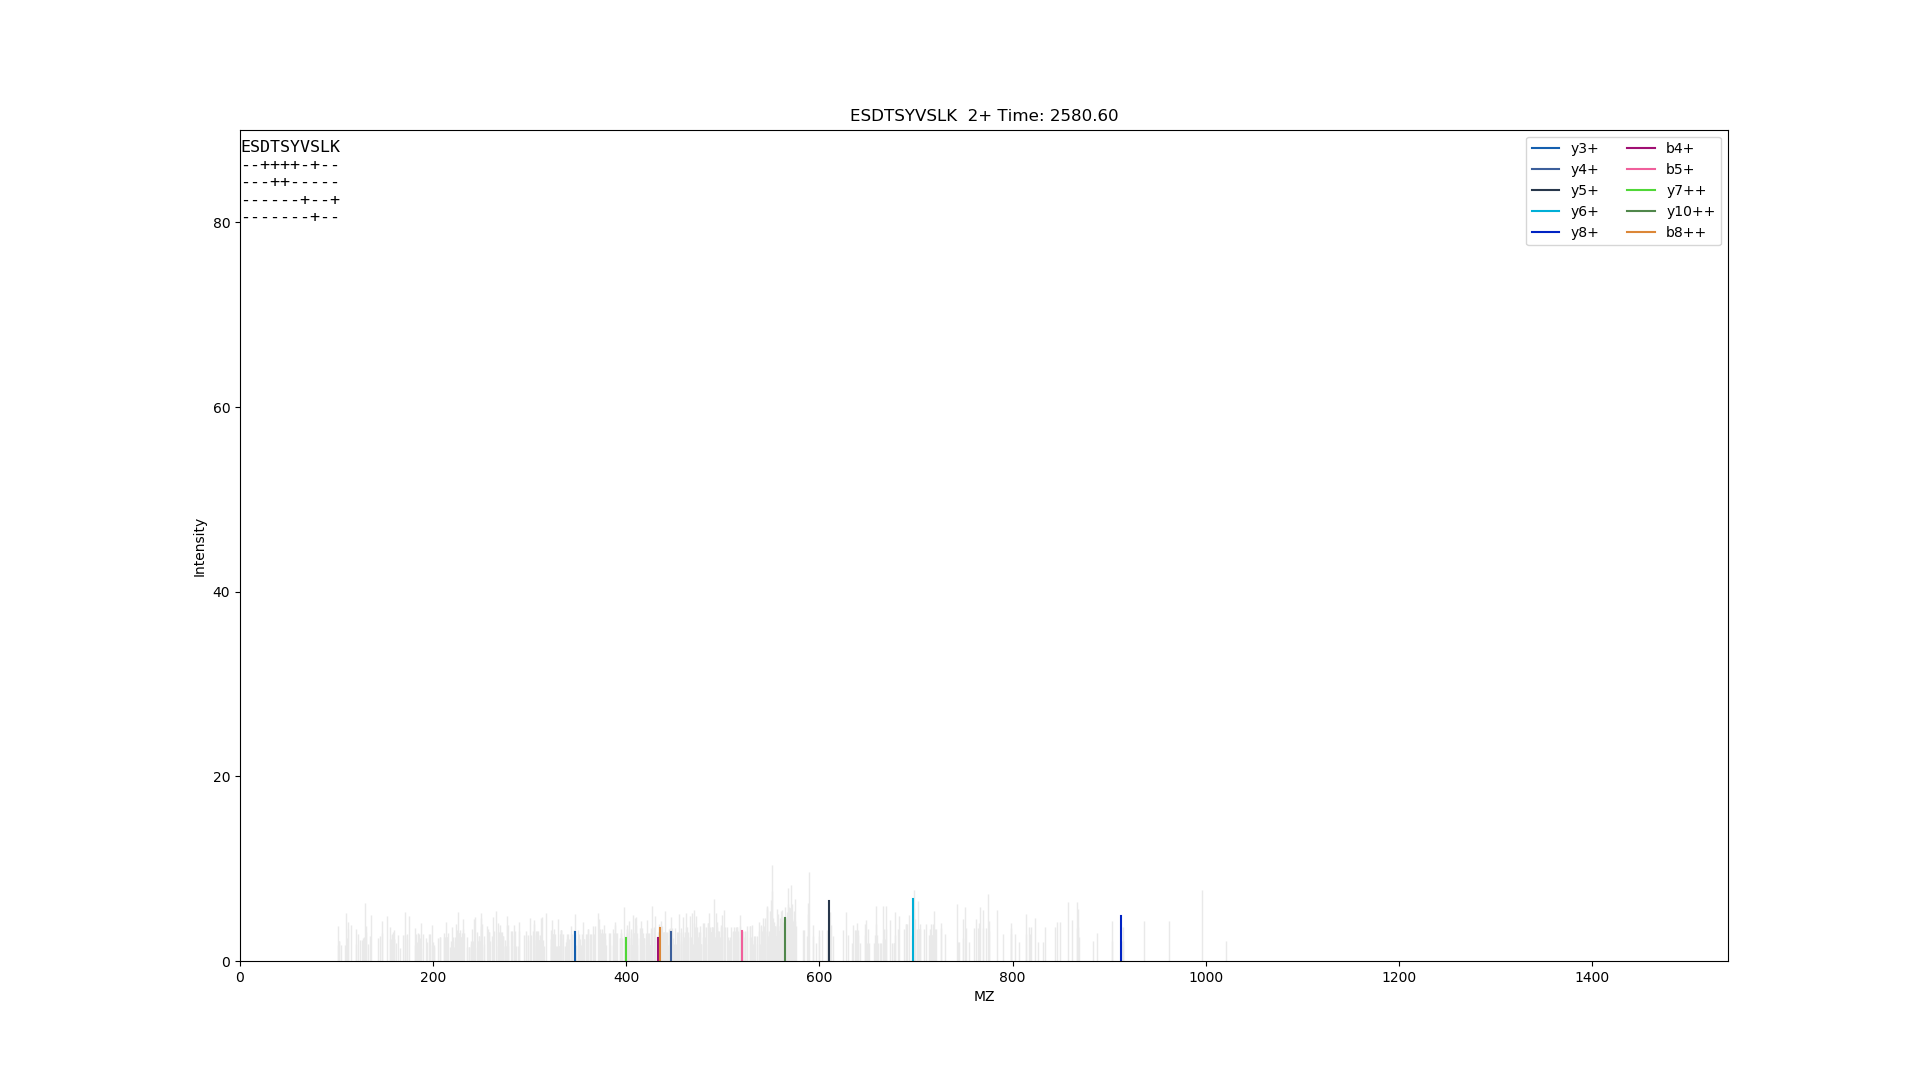 ESDTSYVSLK  2+ Time: 2580.60
ESDTSYVSLK
--++++-+--
---++-----
------+--+
-------+--
y3+
y4+
y5+
y6+
y8+
b4+
b5+
y7++
y10++
b8++
80
60
40
20
0
Intensity
0 200 400 600 800 1000 1200 1400
MZ